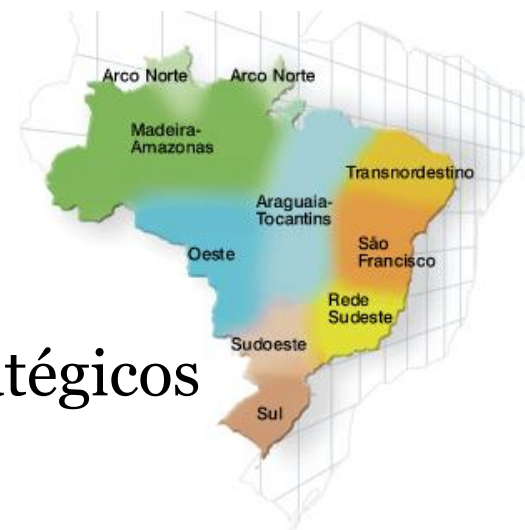 Arco Norte Arco Norte
Madeira-
Amazonas
Transnordestino
Araguaia-
Tocantins
São
Francisco
Oeste
Rede
Sudeste
Sudoeste
tégicos
Sul